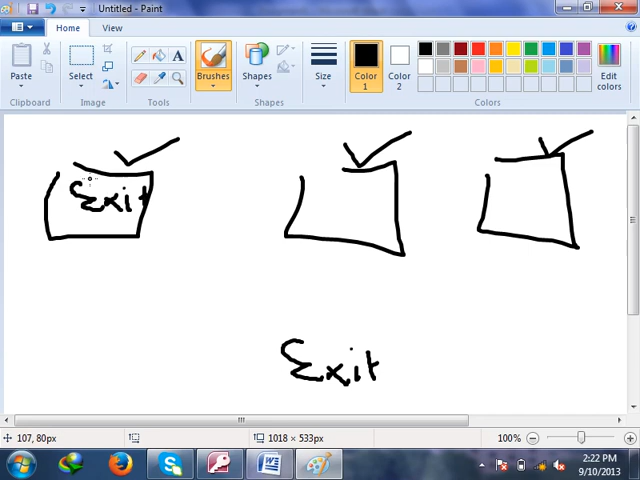 Untitled - Paint
Home View
Paste Select Brushes Shapes Size Color 1 Color 2 Edit colors
Clipboard Image Tools Shapes Colors
Exit
Exit
107, 80px 1018 × 533px 100%
2:22 PM
9/10/2013